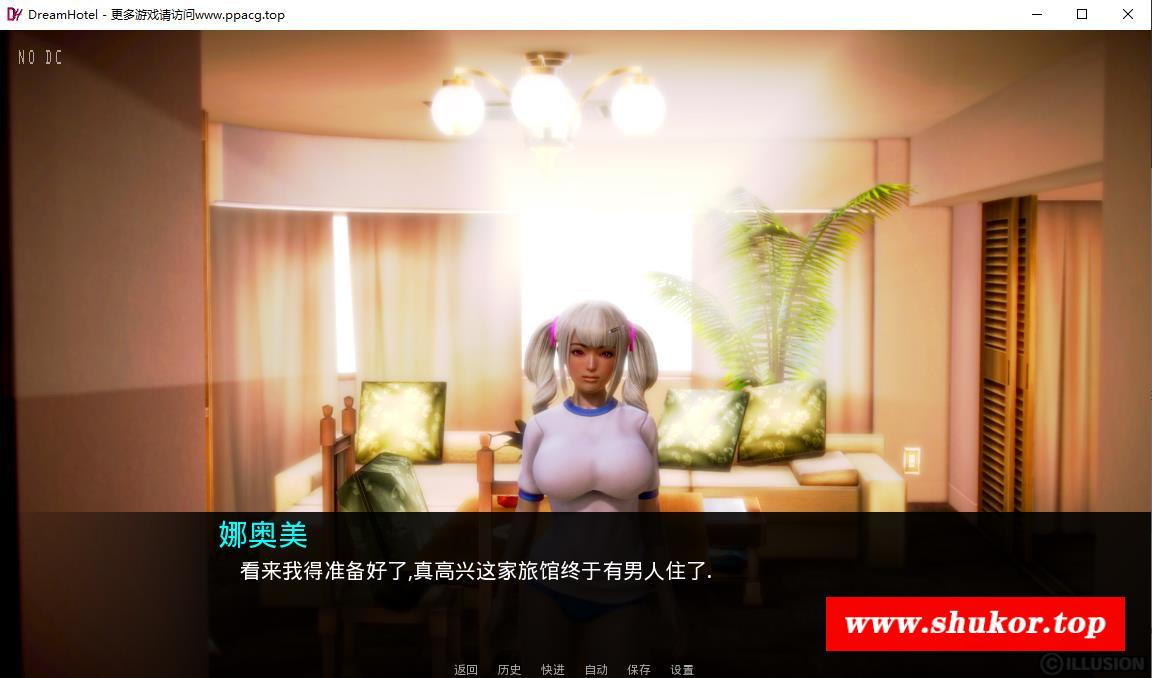 DreamHotel - 更多游戏请访问www.ppacg.top
NO DC
娜奥美
看来我得准备好了,真高兴这家旅馆终于有男人住了.
www.shukor.top
©ILLUSION
返回 历史 快进 自动 保存 设置